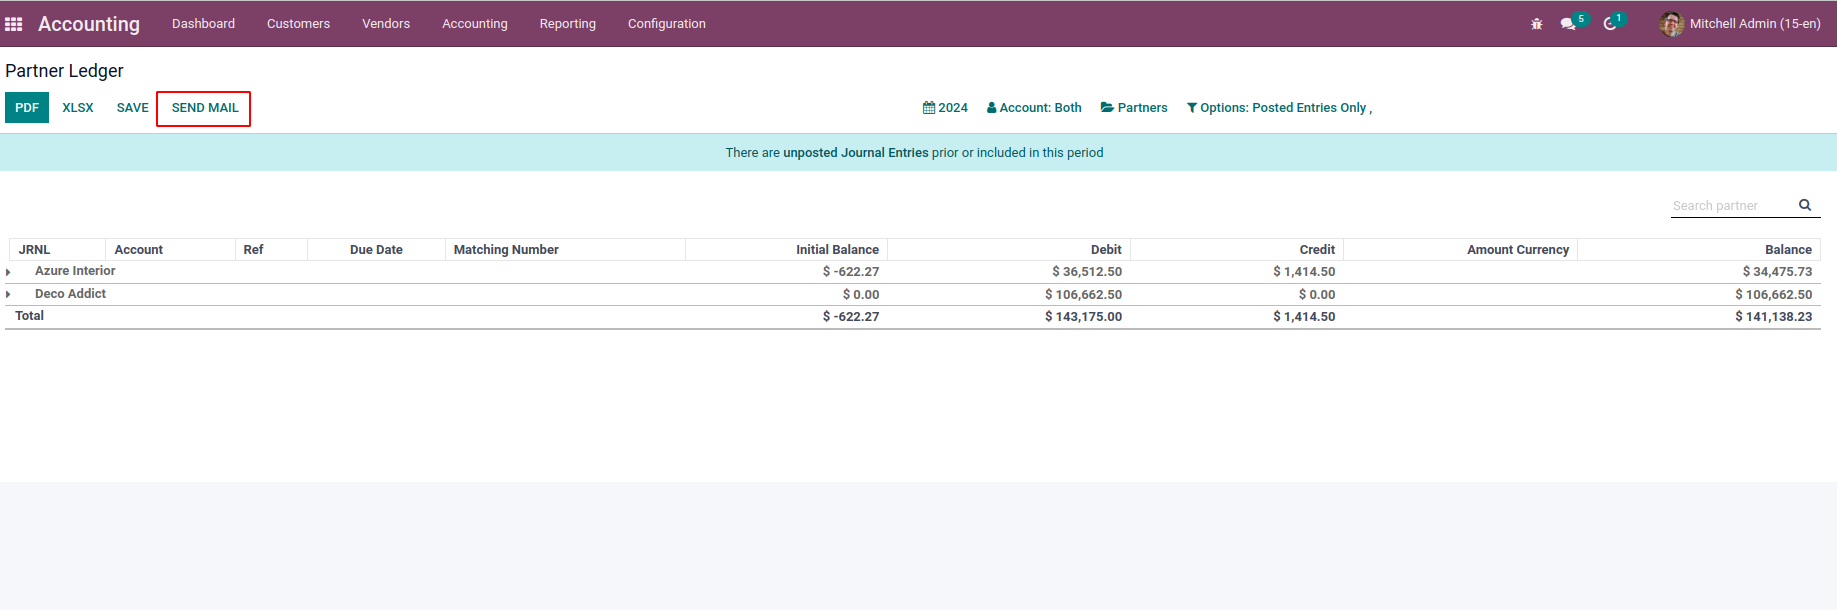 Accounting Dashboard Customers Vendors Accounting Reporting Configuration 5 1 Mitchell Admin (15-en)
Partner Ledger
PDF XLSX SAVE SEND MAIL 2024 Account: Both Partners Options: Posted Entries Only ,
There are unposted Journal Entries prior or included in this period
Search partner
JRNL Account Ref Due Date Matching Number Initial Balance Debit Credit Amount Currency Balance
Azure Interior $ -622.27 $ 36,512.50 $ 1,414.50 $ 34,475.73
Deco Addict $ 0.00 $ 106,662.50 $ 0.00 $ 106,662.50
Total $ -622.27 $ 143,175.00 $ 1,414.50 $ 141,138.23